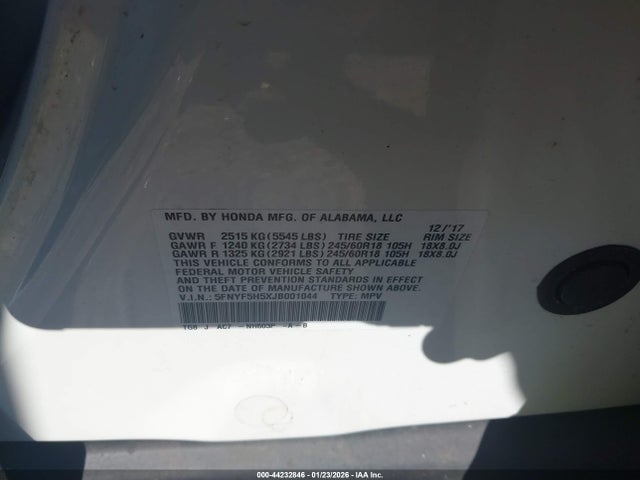 MFD. BY HONDA MFG. OF ALABAMA, LLC
12/'17
GVWR 2515 KG (5545 LBS) TIRE SIZE RIM SIZE
GAWR F 1240 KG (2734 LBS) 245/60R18 105H 18X8.0J
GAWR R 1325 KG (2921 LBS) 245/60R18 105H 18X8.0J
THIS VEHICLE CONFORMS TO ALL APPLICABLE
FEDERAL MOTOR VEHICLE SAFETY
AND THEFT PREVENTION STANDARDS IN EFFECT
ON THE DATE OF MANUFACTURE SHOWN ABOVE.
V.I.N.: 5FNYF5H5XJB001044 TYPE: MPV
TG8 J AC7 - NH603P -A-B
000-44232846 | 01/23/2026 | IAA Inc.